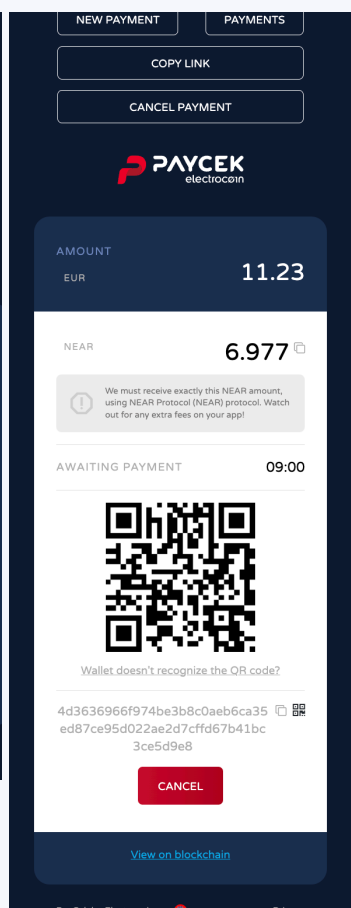 NEW PAYMENT
PAYMENTS
COPY LINK
CANCEL PAYMENT
PAYCEK
electrocoin
AMOUNT
EUR
11.23
NEAR
6.977
We must receive exactly this NEAR amount,
using NEAR Protocol (NEAR) protocol. Watch
out for any extra fees on your app!
AWAITING PAYMENT
09:00
Wallet doesn't recognize the QR code?
4d3636966f974be3b8c0aeb6ca35
ed87ce95d022ae2d7cffd67b41bc
3ce5d9e8
CANCEL
View on blockchain